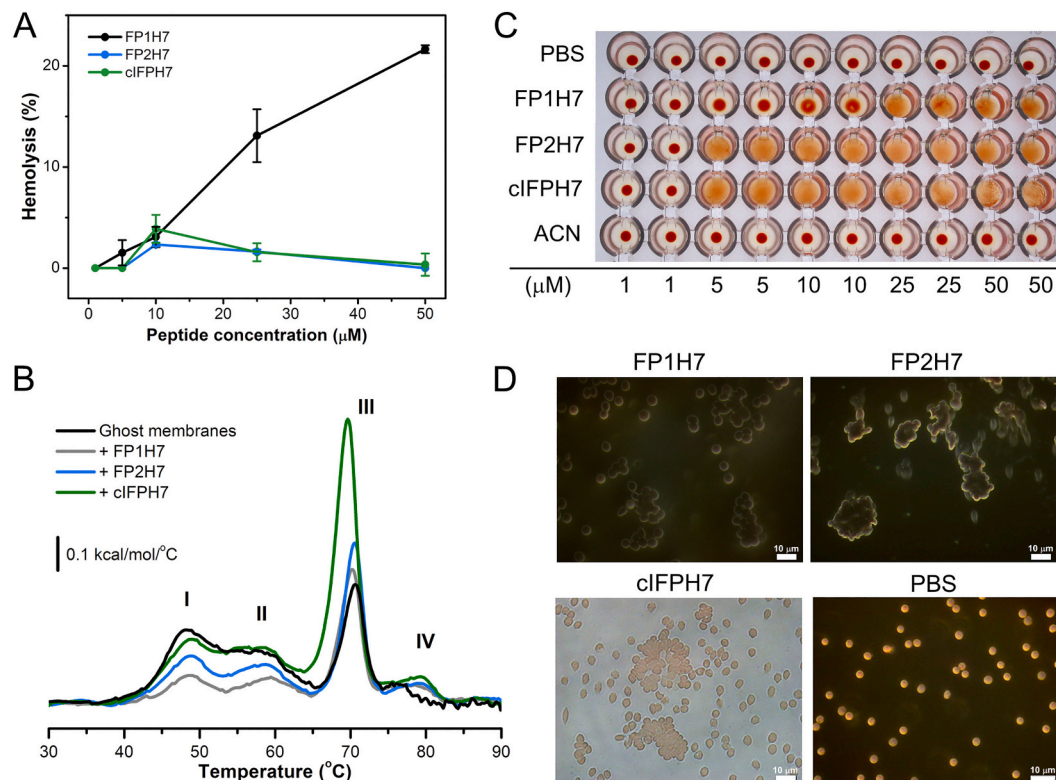 A
FP1H7
FP2H7
cIFPH7
20
10
0
Hemolysis (%)
0
10
20
30
40
50
Peptide concentration (µM)
C
PBS
FP1H7
FP2H7
cIFPH7
ACN
(µM) 1 1 5 5 10 10 25 25 50 50
B
Ghost membranes
+ FP1H7
+ FP2H7
+ cIFPH7
0.1 kcal/mol/°C
I
II
III
IV
30 40 50 60 70 80 90
Temperature (°C)
D
FP1H7
10 µm
FP2H7
10 µm
cIFPH7
10 µm
PBS
10 µm